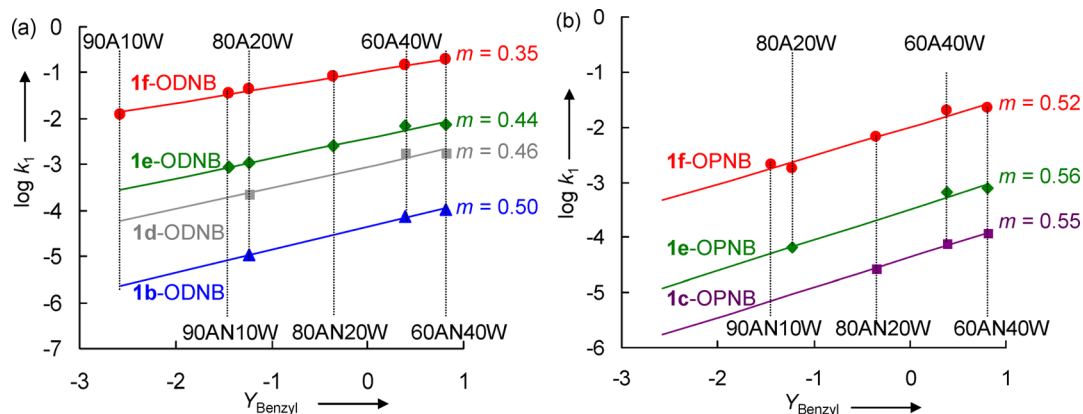 (a)
0
90A10W
80A20W
60A40W
m = 0.35
-1
1f-ODNB
-2
m = 0.44
1e-ODNB
-3
m = 0.46
log k1
1d-ODNB
-4
m = 0.50
-5
1b-ODNB
-6
90AN10W
80AN20W
60AN40W
-7
-3
-2
-1
0
1
YBenzyl
(b)
0
80A20W
60A40W
-1
m = 0.52
-2
1f-OPNB
log k1
m = 0.56
-3
m = 0.55
1e-OPNB
-4
1c-OPNB
-5
90AN10W
80AN20W
60AN40W
-6
-3
-2
-1
0
1
YBenzyl